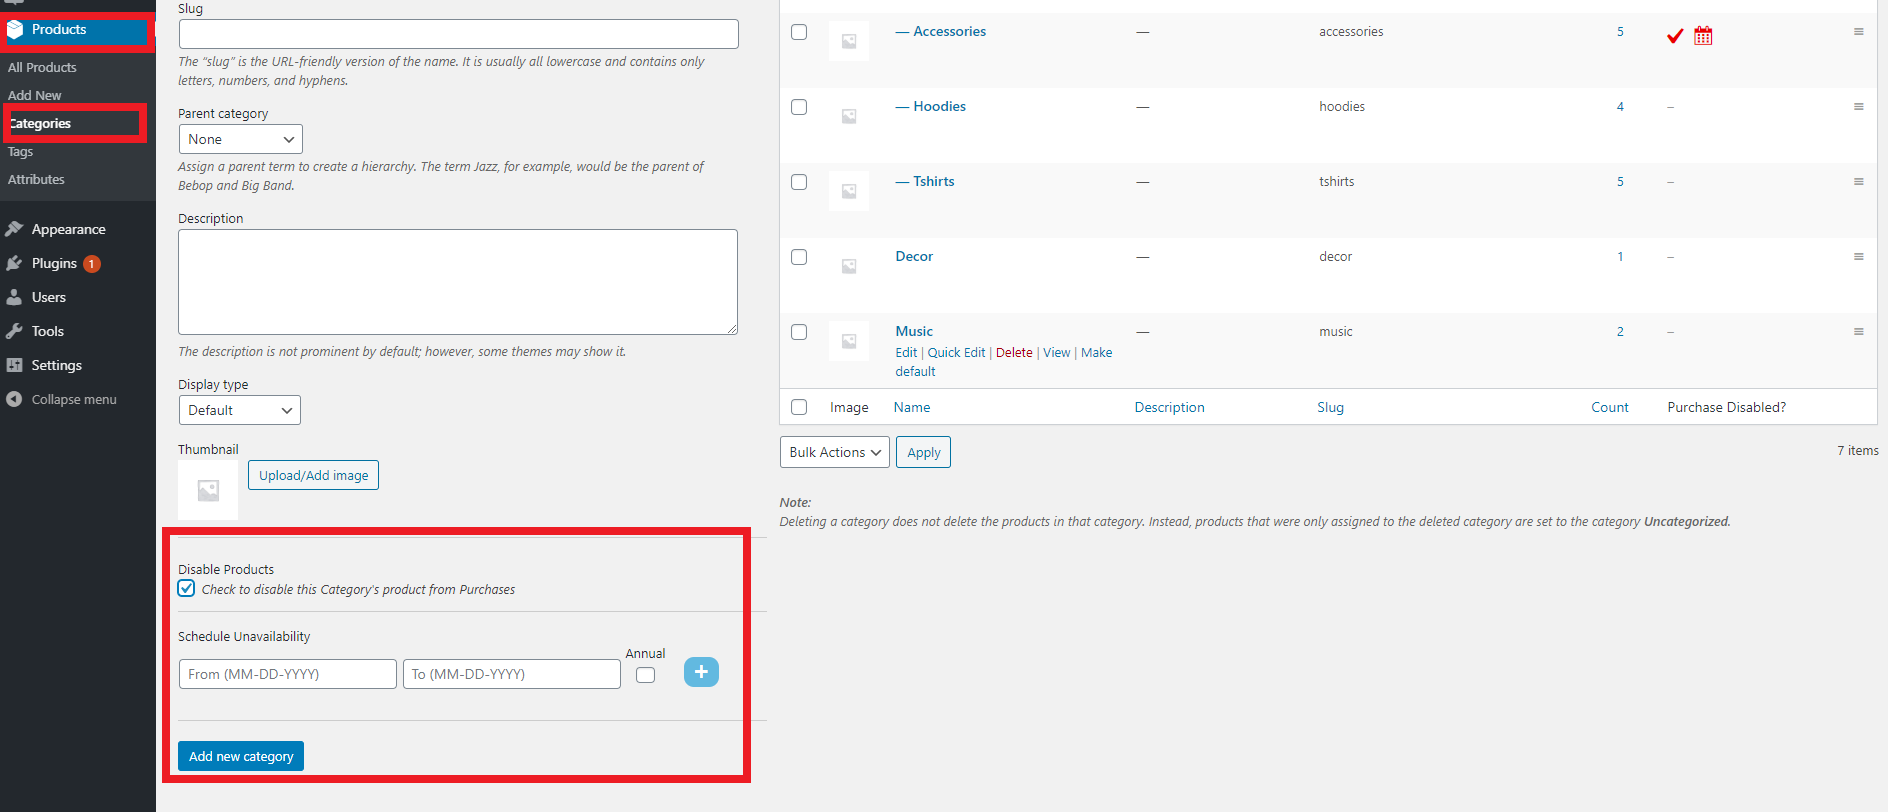 Products
All Products
Add New
Categories
Tags
Attributes
Appearance
Plugins 1
Users
Tools
Settings
Collapse menu
Slug
The “slug” is the URL-friendly version of the name. It is usually all lowercase and contains only
letters, numbers, and hyphens.
Parent category
None
Assign a parent term to create a hierarchy. The term Jazz, for example, would be the parent of
Bebop and Big Band.
Description
The description is not prominent by default; however, some themes may show it.
Display type
Default
Thumbnail
Upload/Add image
Disable Products
Check to disable this Category's product from Purchases
Schedule Unavailability
Annual
From (MM-DD-YYYY) To (MM-DD-YYYY) +
Add new category
— Accessories — accessories 5
— Hoodies — hoodies 4 –
— Tshirts — tshirts 5 –
Decor — decor 1 –
Music — music 2 –
Edit | Quick Edit | Delete | View | Make
default
Image Name Description Slug Count Purchase Disabled?
Bulk Actions Apply 7 items
Note:
Deleting a category does not delete the products in that category. Instead, products that were only assigned to the deleted category are set to the category Uncategorized.